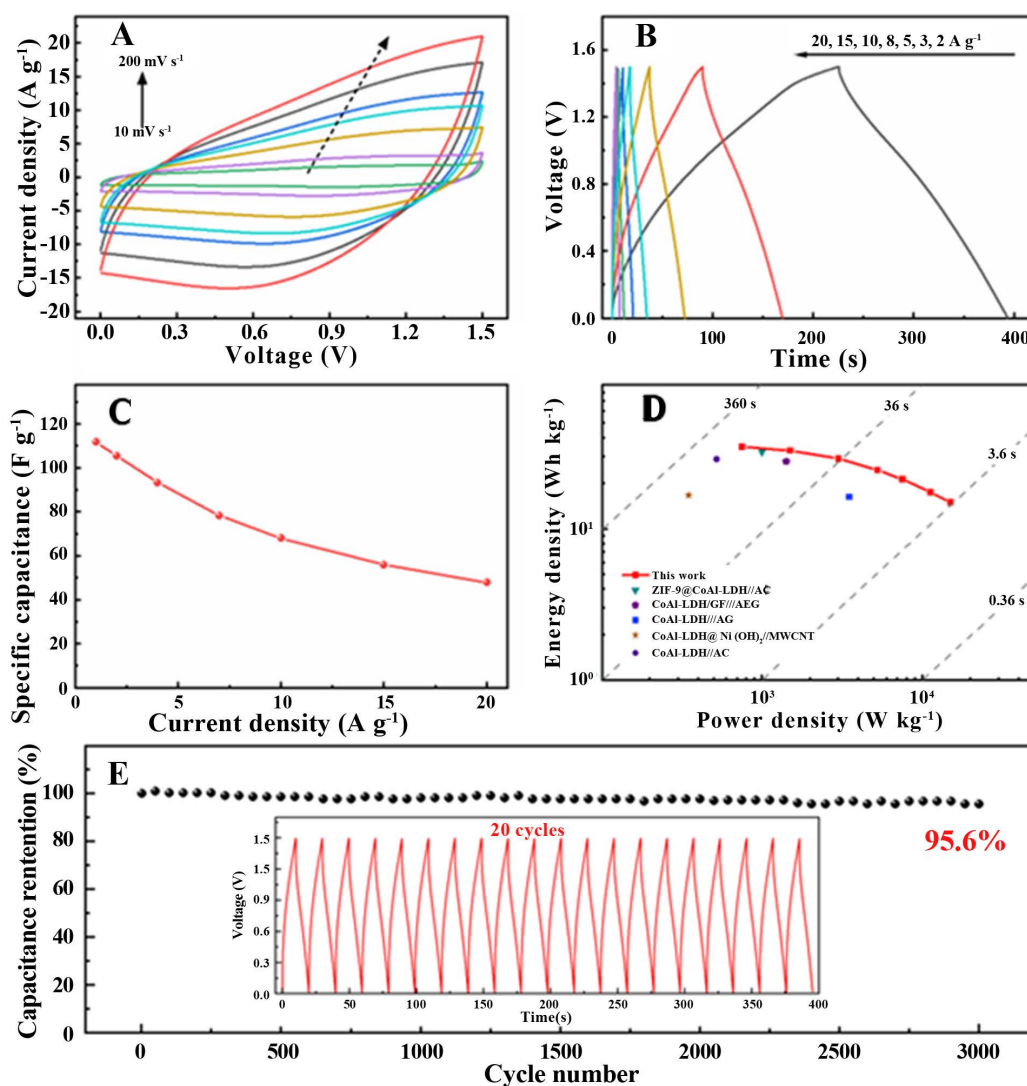 A
200 mV s⁻¹
10 mV s⁻¹
Current density (A g⁻¹)
20
15
10
5
0
-5
-10
-15
-20
0.0 0.3 0.6 0.9 1.2 1.5
Voltage (V)
B
20, 15, 10, 8, 5, 3, 2 A g⁻¹
Voltage (V)
1.6
1.2
0.8
0.4
0.0
0 100 200 300 400
Time (s)
C
Specific capacitance (F g⁻¹)
120
100
80
60
40
20
0
0 5 10 15 20
Current density (A g⁻¹)
D
360 s
36 s
3.6 s
0.36 s
Energy density (Wh kg⁻¹)
10¹
10⁰
This work
ZIF-9@CoAl-LDH//AC
CoAl-LDH/GF///AEG
CoAl-LDH///AG
CoAl-LDH@ Ni (OH)₂//MWCNT
CoAl-LDH//AC
10³ 10⁴
Power density (W kg⁻¹)
E
Capacitance retention (%)
100
80
60
40
20
0
95.6%
20 cycles
Voltage (V)
1.5
1.2
0.9
0.6
0.3
0.0
0 50 100 150 200 250 300 350 400
Time(s)
0 500 1000 1500 2000 2500 3000
Cycle number